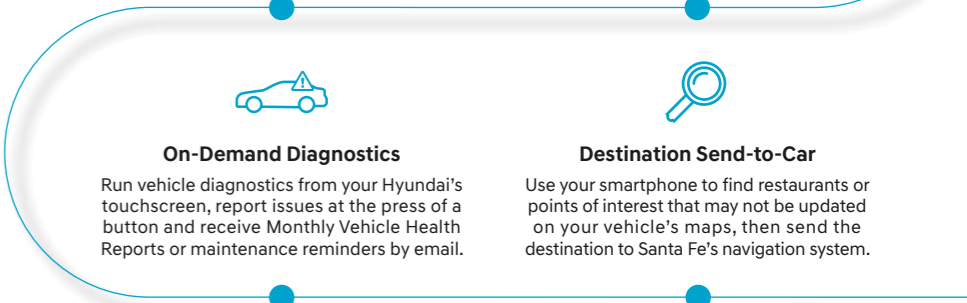 On-Demand Diagnostics
Run vehicle diagnostics from your Hyundai's
touchscreen, report issues at the press of a
button and receive Monthly Vehicle Health
Reports or maintenance reminders by email.
Destination Send-to-Car
Use your smartphone to find restaurants or
points of interest that may not be updated
on your vehicle's maps, then send the
destination to Santa Fe's navigation system.